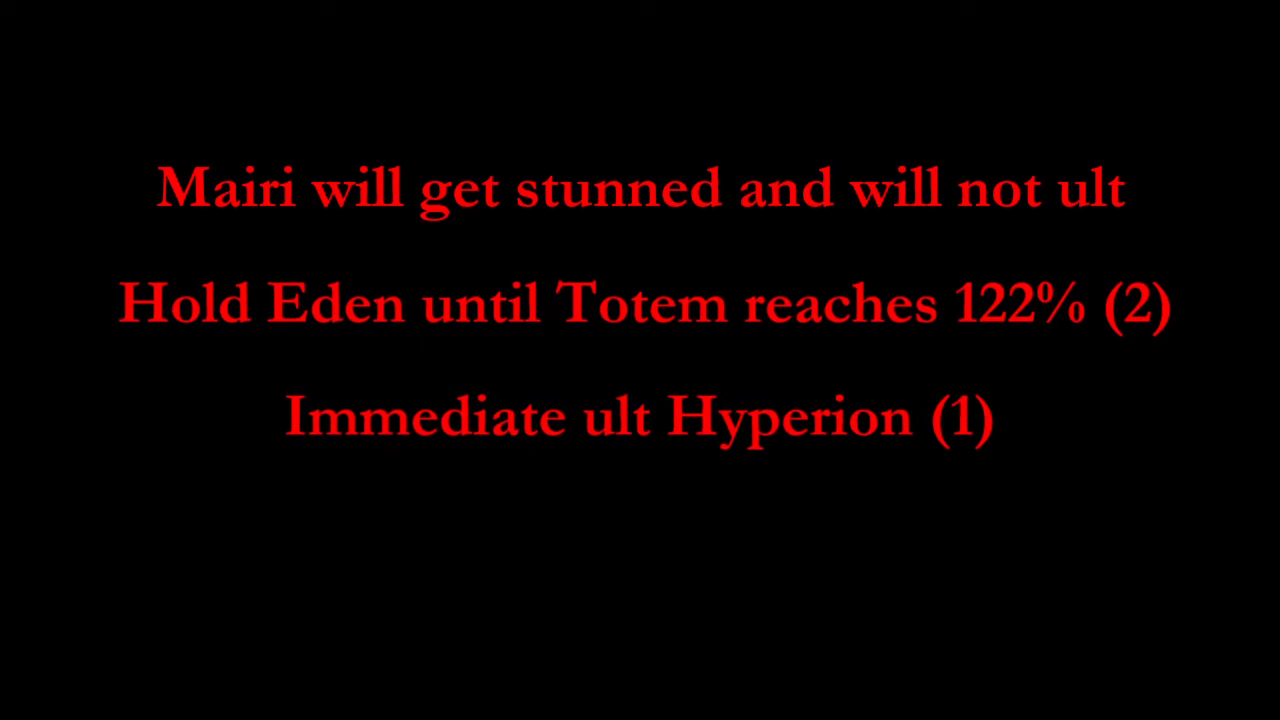 Mairi will get stunned and will not ult
Hold Eden until Totem reaches 122% (2)
Immediate ult Hyperion (1)